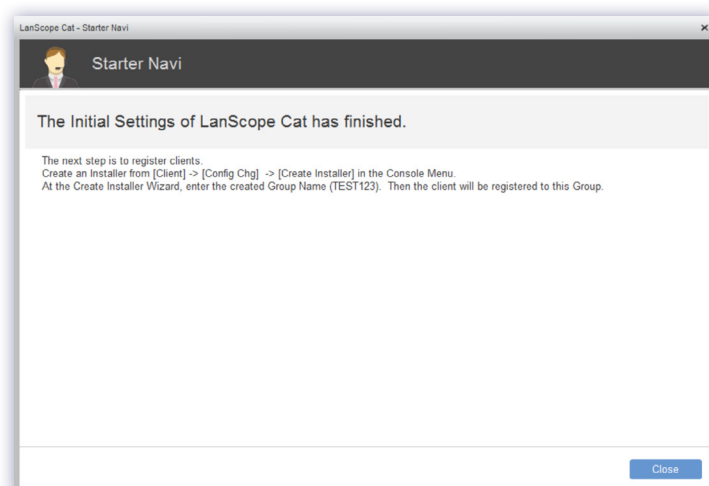 LanScope Cat - Starter Navi
Starter Navi
The Initial Settings of LanScope Cat has finished.
The next step is to register clients.
Create an Installer from [Client] -> [Config Chg] -> [Create Installer] in the Console Menu.
At the Create Installer Wizard, enter the created Group Name (TEST123). Then the client will be registered to this Group.
Close